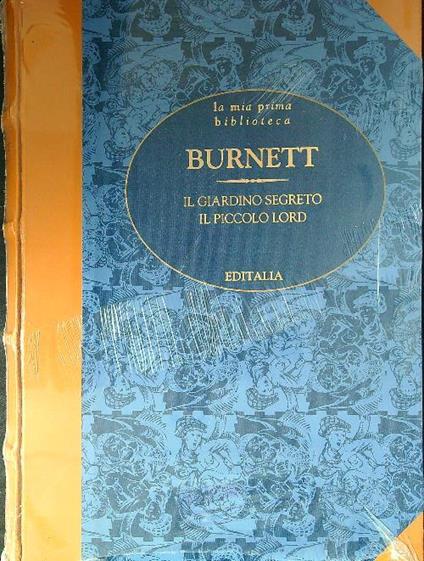 la mia prima
biblioteca
BURNETT
IL GIARDINO SEGRETO
IL PICCOLO LORD
EDITALIA